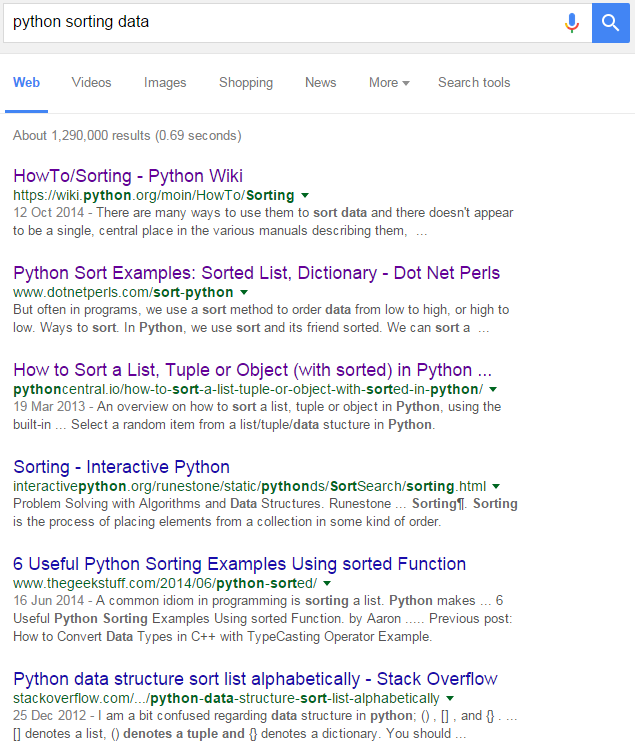 python sorting data
Web Videos Images Shopping News More Search tools
About 1,290,000 results (0.69 seconds)
HowTo/Sorting - Python Wiki
https://wiki.python.org/moin/HowTo/Sorting
12 Oct 2014 - There are many ways to use them to sort data and there doesn't appear
to be a single, central place in the various manuals describing them, ...
Python Sort Examples: Sorted List, Dictionary - Dot Net Perls
www.dotnetperls.com/sort-python
But often in programs, we use a sort method to order data from low to high, or high to
low. Ways to sort. In Python, we use sort and its friend sorted. We can sort a ...
How to Sort a List, Tuple or Object (with sorted) in Python ...
pythoncentral.io/how-to-sort-a-list-tuple-or-object-with-sorted-in-python/
19 Mar 2013 - An overview on how to sort a list, tuple or object in Python, using the
built-in ... Select a random item from a list/tuple/data stucture in Python.
Sorting - Interactive Python
interactivepython.org/runestone/static/pythonds/SortSearch/sorting.html
Problem Solving with Algorithms and Data Structures. Runestone ... Sorting¶. Sorting
is the process of placing elements from a collection in some kind of order.
6 Useful Python Sorting Examples Using sorted Function
www.thegeekstuff.com/2014/06/python-sorted/
16 Jun 2014 - A common idiom in programming is sorting a list. Python makes ... 6
Useful Python Sorting Examples Using sorted Function. by Aaron ..... Previous post:
How to Convert Data Types in C++ with TypeCasting Operator Example.
Python data structure sort list alphabetically - Stack Overflow
stackoverflow.com/.../python-data-structure-sort-list-alphabetically
25 Dec 2012 - I am a bit confused regarding data structure in python; () , [] , and {} . ...
[] denotes a list, () denotes a tuple and {} denotes a dictionary. You should ...